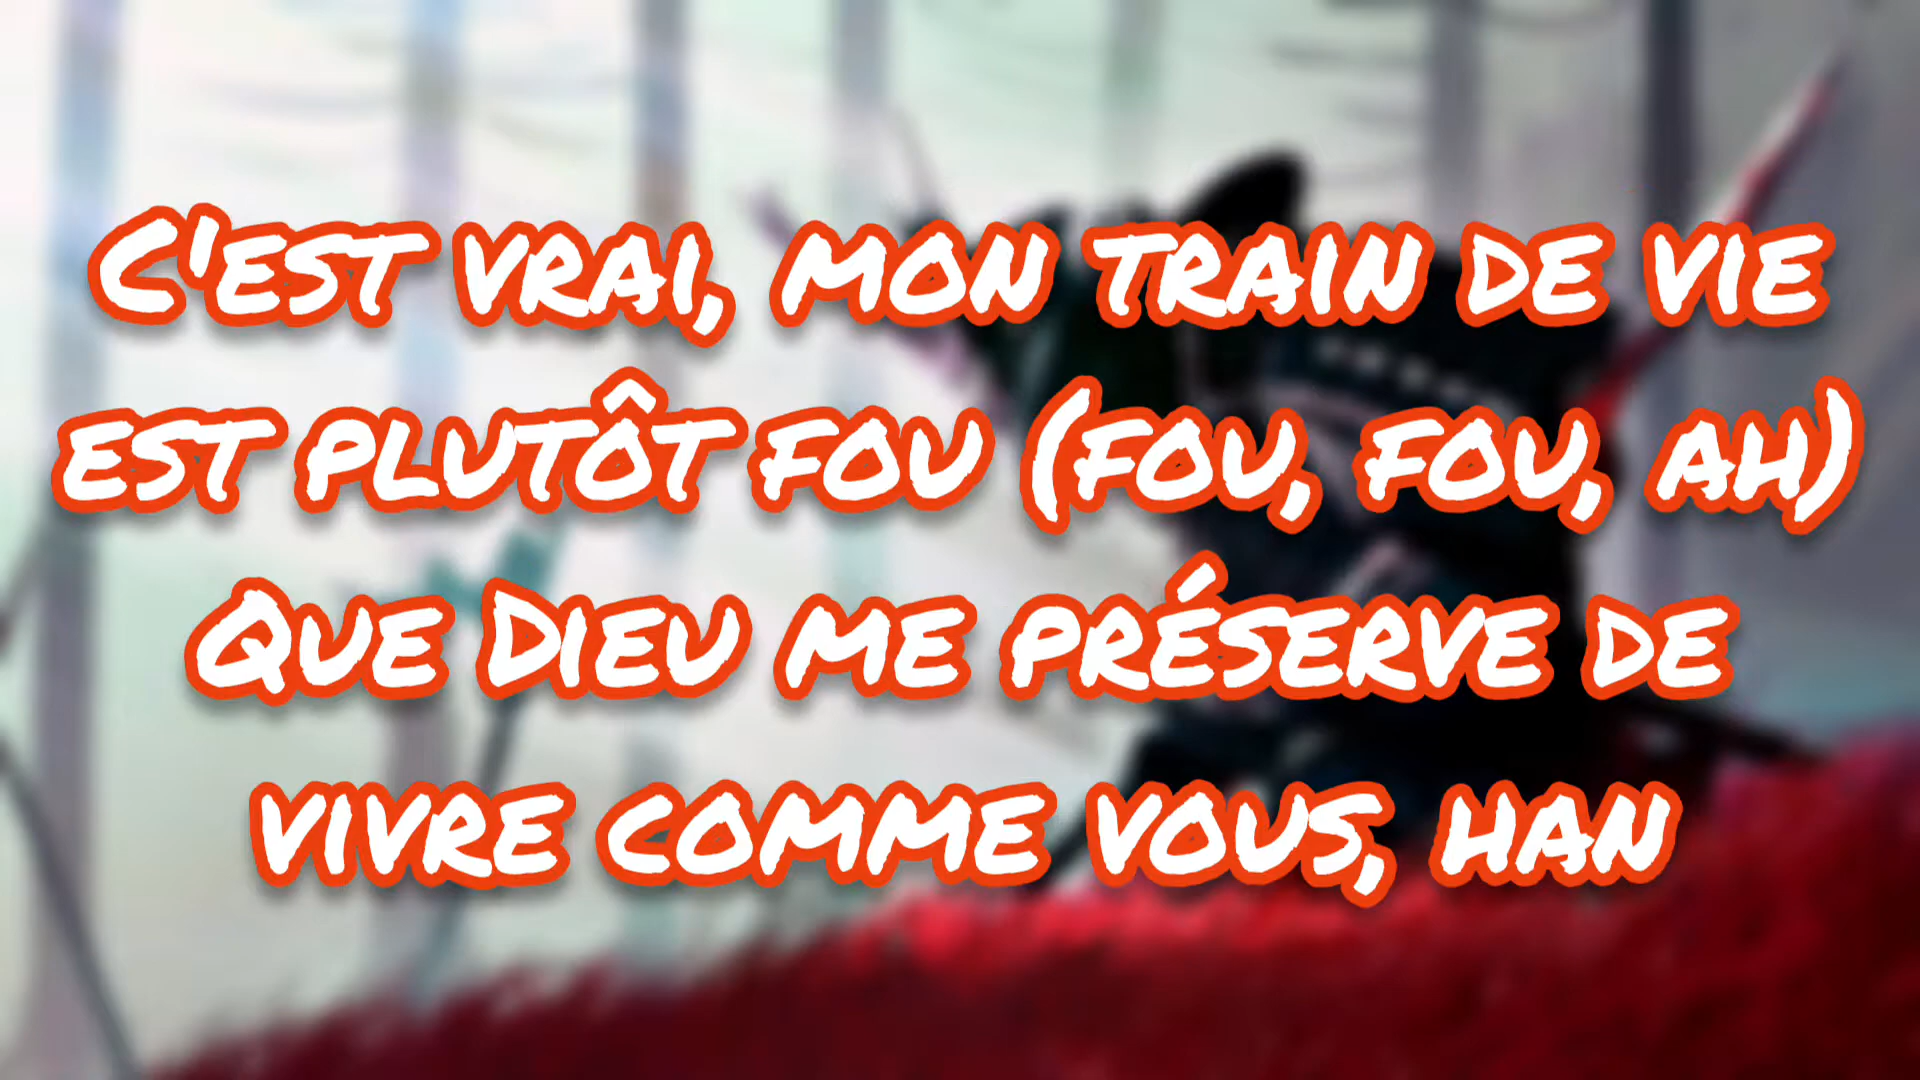 C'est vrai, mon train de vie
est plutôt fou (fou, fou, ah)
Que Dieu me préserve de
vivre comme vous, han